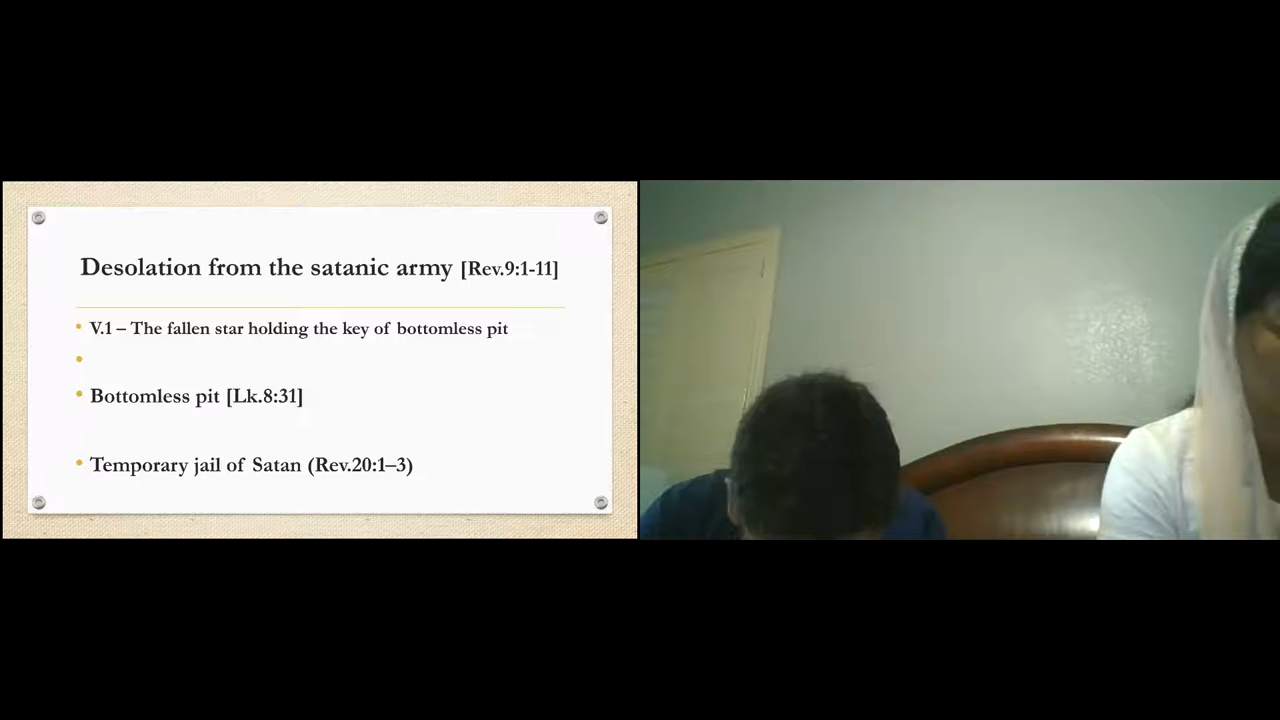 Desolation from the satanic army [Rev.9:1-11]
V.1 – The fallen star holding the key of bottomless pit
Bottomless pit [Lk.8:31]
Temporary jail of Satan (Rev.20:1–3)